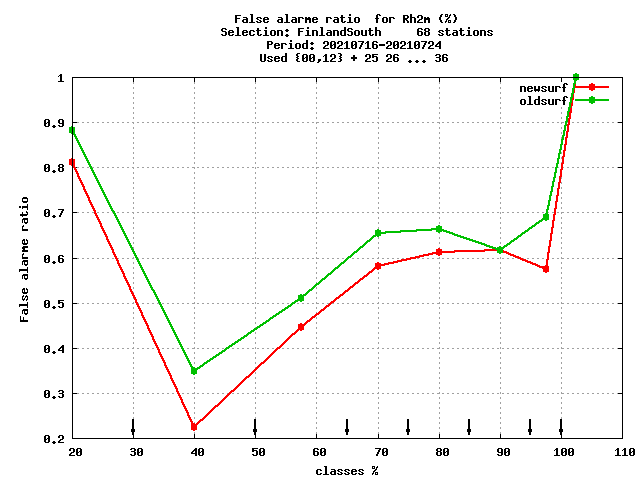 False alarme ratio  for Rh2m (%)
Selection: FinlandSouth     68 stations
Period: 20210716-20210724
Used {00,12} + 25 26 ... 36
newsurf
oldsurf
1
0.9
0.8
0.7
0.6
0.5
0.4
0.3
0.2
False alarme ratio
20 30 40 50 60 70 80 90 100 110
classes %